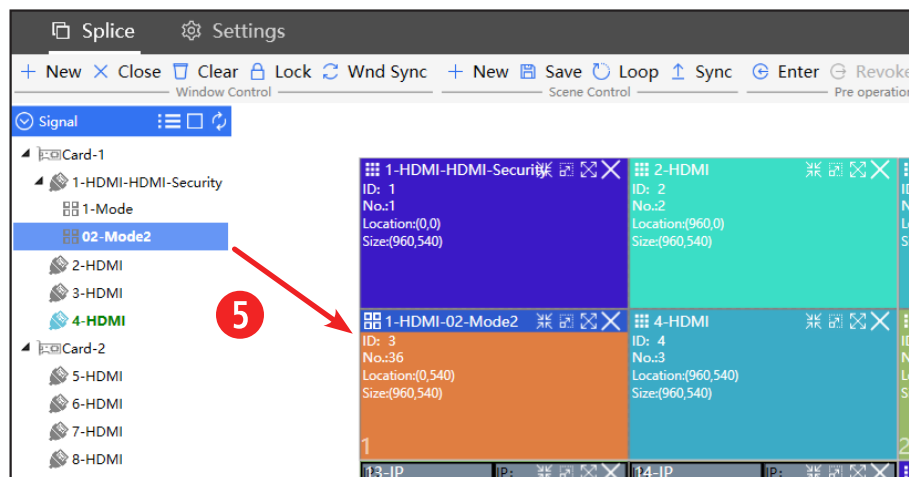 Splice Settings
New Close Clear Lock Wnd Sync New Save Loop Sync Enter Revoke
Window Control Scene Control Pre operation
Signal
Card-1
1-HDMI-HDMI-Security
1-Mode
02-Mode2
2-HDMI
3-HDMI
4-HDMI
Card-2
5-HDMI
6-HDMI
7-HDMI
8-HDMI
5
1-HDMI-HDMI-Security
ID: 1
No.:1
Location:(0,0)
Size:(960,540)
2-HDMI
ID: 2
No.:2
Location:(960,0)
Size:(960,540)
1-HDMI-02-Mode2
ID: 3
No.:36
Location:(0,540)
Size:(960,540)
1
4-HDMI
ID: 4
No.:3
Location:(960,540)
Size:(960,540)
2
13-IP IP: 14-IP IP: